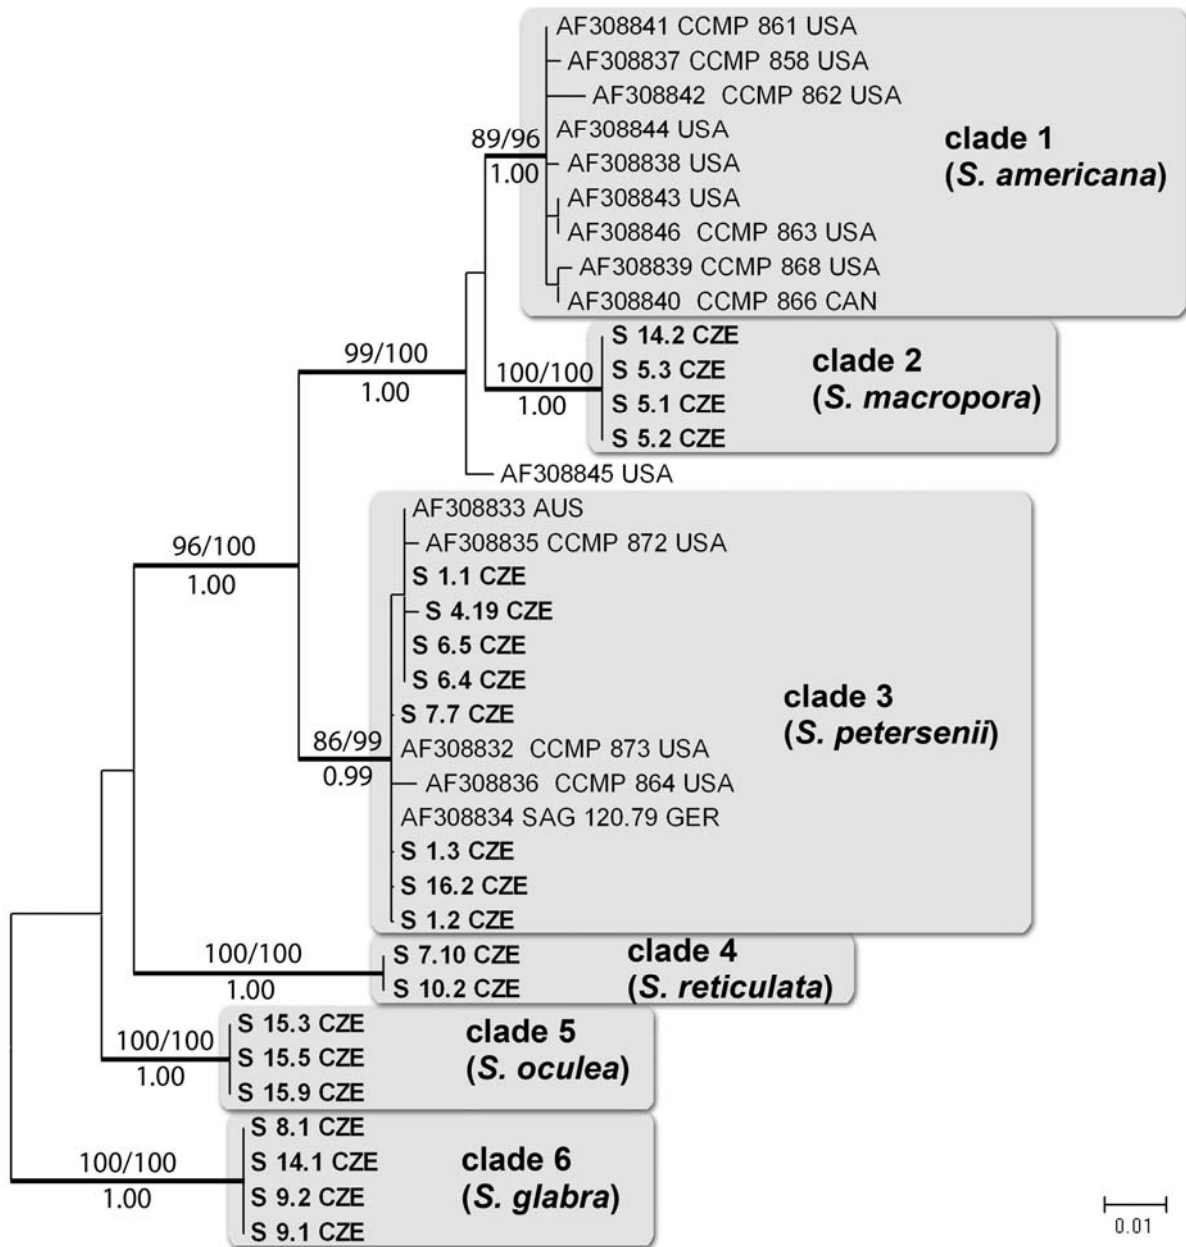 AF308841 CCMP 861 USA
AF308837 CCMP 858 USA
AF308842 CCMP 862 USA
89/96
1.00
AF308844 USA
AF308838 USA
AF308843 USA
AF308846 CCMP 863 USA
AF308839 CCMP 868 USA
AF308840 CCMP 866 CAN
clade 1
(S. americana)
S 14.2 CZE
S 5.3 CZE
S 5.1 CZE
S 5.2 CZE
100/100
1.00
clade 2
(S. macropora)
99/100
1.00
AF308845 USA
96/100
1.00
AF308833 AUS
AF308835 CCMP 872 USA
S 1.1 CZE
S 4.19 CZE
S 6.5 CZE
S 6.4 CZE
S 7.7 CZE
86/99
0.99
AF308832 CCMP 873 USA
AF308836 CCMP 864 USA
AF308834 SAG 120.79 GER
S 1.3 CZE
S 16.2 CZE
S 1.2 CZE
clade 3
(S. petersenii)
100/100
1.00
S 7.10 CZE
S 10.2 CZE
clade 4
(S. reticulata)
100/100
1.00
S 15.3 CZE
S 15.5 CZE
S 15.9 CZE
clade 5
(S. oculea)
100/100
1.00
S 8.1 CZE
S 14.1 CZE
S 9.2 CZE
S 9.1 CZE
clade 6
(S. glabra)
0.01